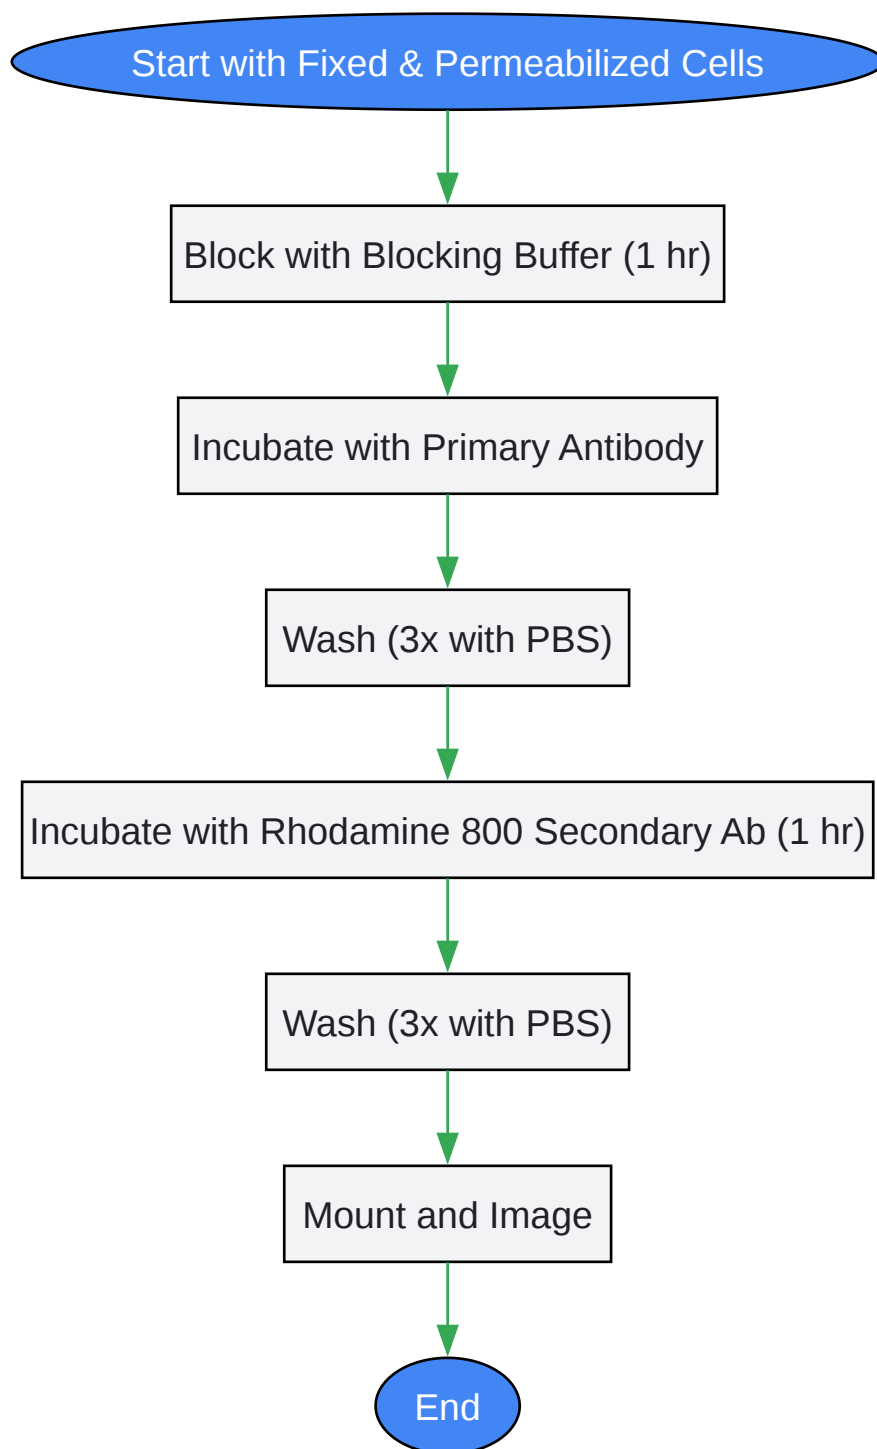 Start with Fixed & Permeabilized Cells
Block with Blocking Buffer (1 hr)
Incubate with Primary Antibody
Wash (3x with PBS)
Incubate with Rhodamine 800 Secondary Ab (1 hr)
Wash (3x with PBS)
Mount and Image
End